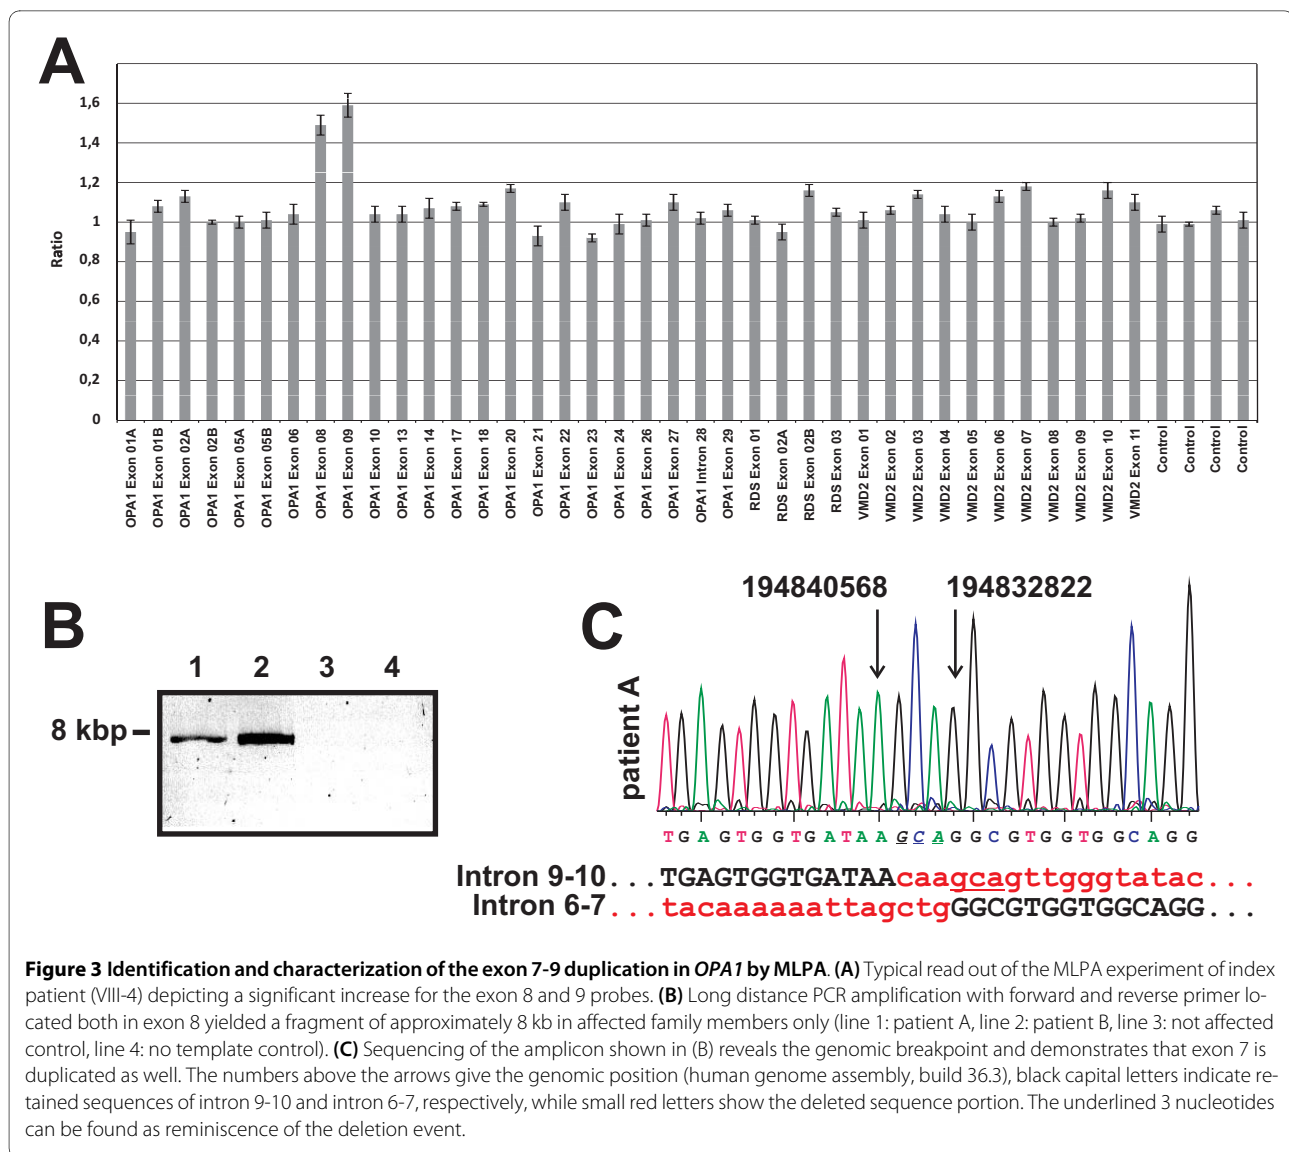 A
Ratio
1,6
1,4
1,2
1
0,8
0,6
0,4
0,2
0
OPA1 Exon 01A
OPA1 Exon 01B
OPA1 Exon 02A
OPA1 Exon 02B
OPA1 Exon 05A
OPA1 Exon 05B
OPA1 Exon 06
OPA1 Exon 08
OPA1 Exon 09
OPA1 Exon 10
OPA1 Exon 13
OPA1 Exon 14
OPA1 Exon 17
OPA1 Exon 18
OPA1 Exon 20
OPA1 Exon 21
OPA1 Exon 22
OPA1 Exon 23
OPA1 Exon 24
OPA1 Exon 26
OPA1 Exon 27
OPA1 Intron 28
OPA1 Exon 29
RDS Exon 01
RDS Exon 02A
RDS Exon 02B
RDS Exon 03
VMD2 Exon 01
VMD2 Exon 02
VMD2 Exon 03
VMD2 Exon 04
VMD2 Exon 05
VMD2 Exon 06
VMD2 Exon 07
VMD2 Exon 08
VMD2 Exon 09
VMD2 Exon 10
VMD2 Exon 11
Control
Control
Control
Control
B
1 2 3 4
8 kbp
C
194840568 194832822
patient A
TGAGTGGTGATAAGCAGGCGTGGTGGCAGG
Intron 9-10...TGAGTGGTGATAAcaagcagttgggtatac...
Intron 6-7...tacaaaaaattagctgGGCGTGGTGGCAGG...
Figure 3 Identification and characterization of the exon 7-9 duplication in OPA1 by MLPA. (A) Typical read out of the MLPA experiment of index
patient (VIII-4) depicting a significant increase for the exon 8 and 9 probes. (B) Long distance PCR amplification with forward and reverse primer lo-
cated both in exon 8 yielded a fragment of approximately 8 kb in affected family members only (line 1: patient A, line 2: patient B, line 3: not affected
control, line 4: no template control). (C) Sequencing of the amplicon shown in (B) reveals the genomic breakpoint and demonstrates that exon 7 is
duplicated as well. The numbers above the arrows give the genomic position (human genome assembly, build 36.3), black capital letters indicate re-
tained sequences of intron 9-10 and intron 6-7, respectively, while small red letters show the deleted sequence portion. The underlined 3 nucleotides
can be found as reminiscence of the deletion event.